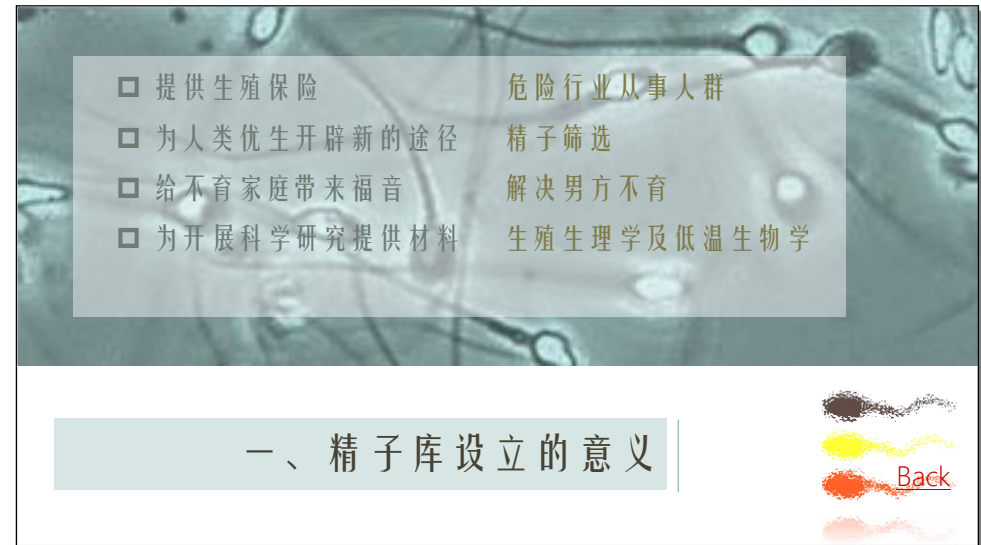 提供生殖保险 危险行业从事人群
为人类优生开辟新的途径 精子筛选
给不育家庭带来福音 解决男方不育
为开展科学研究提供材料 生殖生理学及低温生物学
一、精子库设立的意义
Back